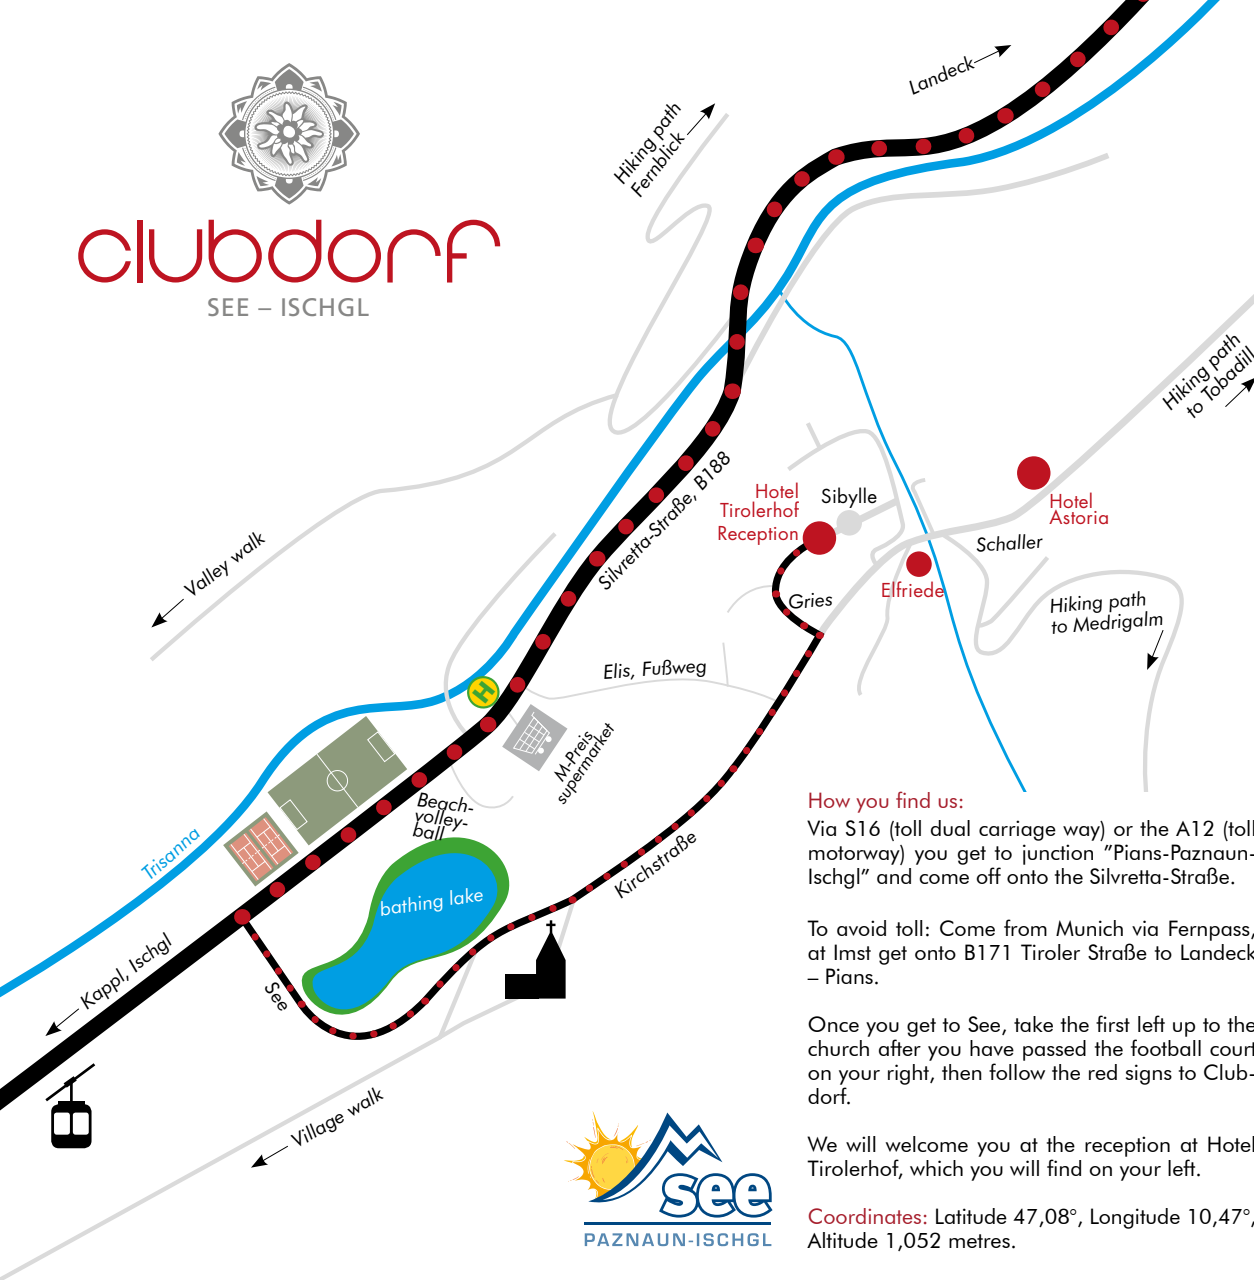 Landeck
Hiking path
Fernblick
clubdorf
SEE – ISCHGL
Hiking path
to Tobadill
Silvretta-Straße, B188
Hotel
Tirolerhof
Reception
Sibylle
Hotel
Astoria
Schaller
Valley walk
Elfriede
Gries
Hiking path
to Medrigalm
Elis, Fußweg
H
M-Preis
supermarket
Beach-
volley-
ball
Trisanna
bathing lake
Kirchstraße
Kappl, Ischgl
See
Village walk
How you find us:
Via S16 (toll dual carriage way) or the A12 (toll
motorway) you get to junction ”Pians-Paznaun-
Ischgl” and come off onto the Silvretta-Straße.
To avoid toll: Come from Munich via Fernpass,
at Imst get onto B171 Tiroler Straße to Landeck
– Pians.
Once you get to See, take the first left up to the
church after you have passed the football court
on your right, then follow the red signs to Club-
dorf.
We will welcome you at the reception at Hotel
Tirolerhof, which you will find on your left.
Coordinates: Latitude 47,08°, Longitude 10,47°,
Altitude 1,052 metres.
see
PAZNAUN-ISCHGL